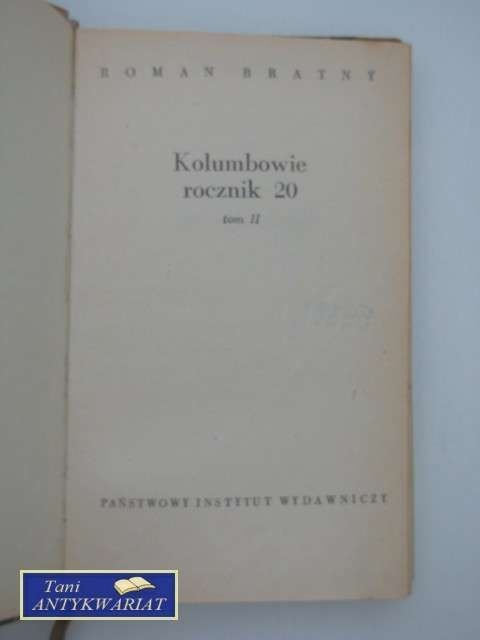 ROMAN BRATNY
Kolumbowie
rocznik 20
tom II
PAŃSTWOWY INSTYTUT WYDAWNICZY
Tani
ANTYKWARIAT